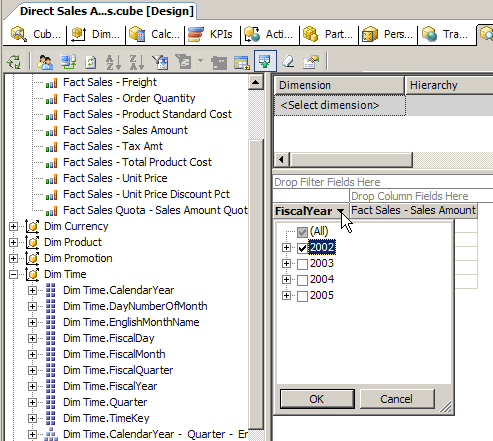 Direct Sales A...s.cube [Design]
Cub...
Dim...
Calc...
KPIs
Acti...
Part...
Pers...
Tra...
Dimension
Hierarchy
<Select dimension>
Fact Sales - Freight
Fact Sales - Order Quantity
Fact Sales - Product Standard Cost
Fact Sales - Sales Amount
Fact Sales - Tax Amt
Fact Sales - Total Product Cost
Fact Sales - Unit Price
Fact Sales - Unit Price Discount Pct
Fact Sales Quota - Sales Amount Quot
Dim Currency
Dim Product
Dim Promotion
Dim Time
Dim Time.CalendarYear
Dim Time.DayNumberOfMonth
Dim Time.EnglishMonthName
Dim Time.FiscalDay
Dim Time.FiscalMonth
Dim Time.FiscalQuarter
Dim Time.FiscalYear
Dim Time.Quarter
Dim Time.TimeKey
Dim Time.CalendarYear - Quarter - En
Drop Filter Fields Here
Drop Column Fields Here
FiscalYear
Fact Sales - Sales Amount
(All)
2002
2003
2004
2005
OK
Cancel